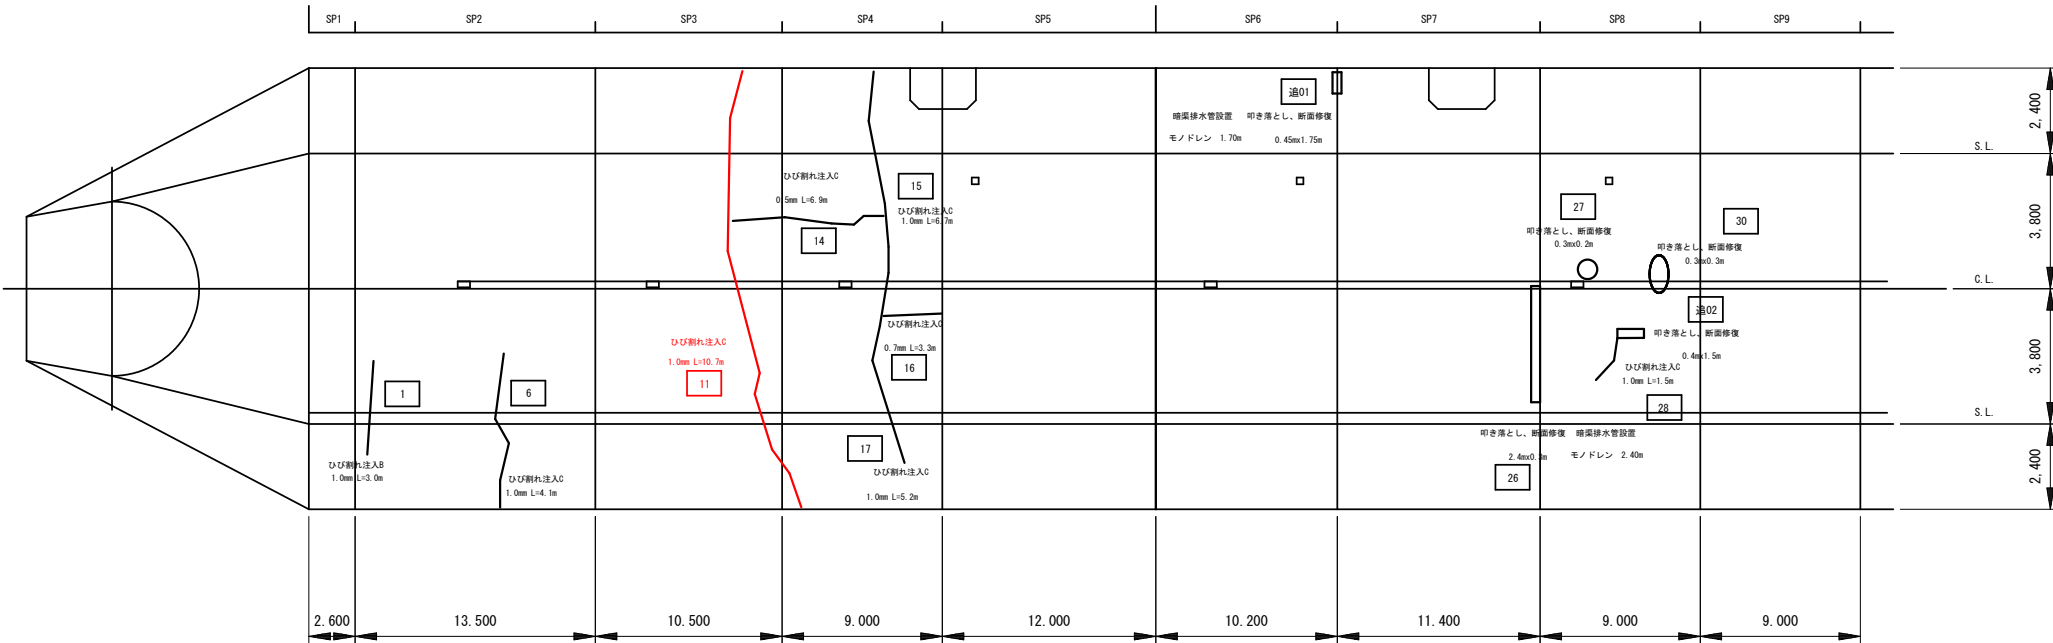 SP1
SP2
SP3
SP4
SP5
SP6
SP7
SP8
SP9
追01
暗渠排水管設置 叩き落とし、断面修復
モノドレン 1.70m 0.45mx1.75m
2,400
S.L.
ひび割れ注入C
0.5mm L=6.9m
14
15
ひび割れ注入C
1.0mm L=6.7m
27
叩き落とし、断面修復
0.3mx0.2m
30
叩き落とし、断面修復
0.3mx0.3m
3,800
C.L.
ひび割れ注入C
1.0mm L=10.7m
11
ひび割れ注入C
0.7mm L=3.3m
16
追02
叩き落とし、断面修復
0.4mx1.5m
ひび割れ注入C
1.0mm L=1.5m
28
3,800
S.L.
1
ひび割れ注入B
1.0mm L=3.0m
6
ひび割れ注入C
1.0mm L=4.1m
17
ひび割れ注入C
1.0mm L=5.2m
叩き落とし、断面修復 暗渠排水管設置
2.4mx0.3m モノドレン 2.40m
26
2,400
2.600
13.500
10.500
9.000
12.000
10.200
11.400
9.000
9.000